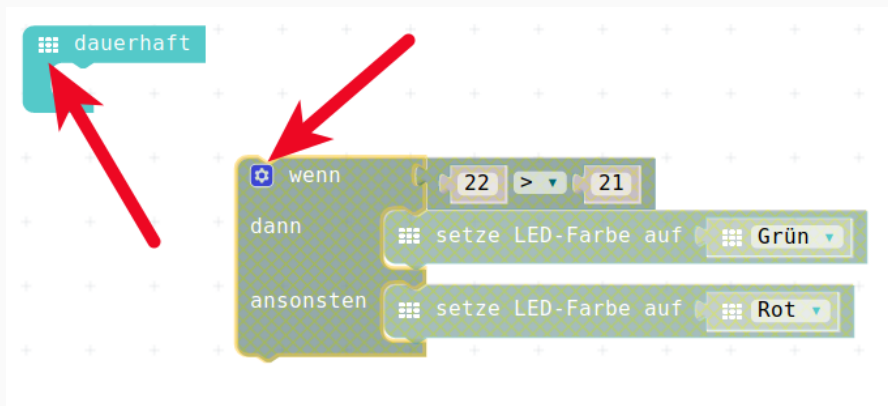 dauerhaft
wenn 22 > 21
dann setze LED-Farbe auf Grün
ansonsten setze LED-Farbe auf Rot